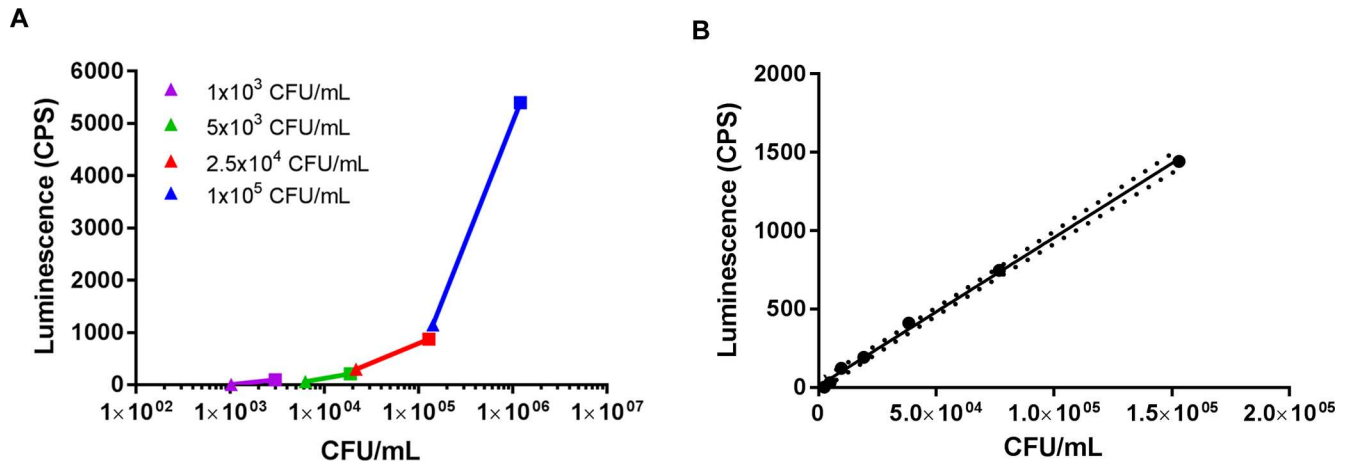 A
Luminescence (CPS)
6000
5000
4000
3000
2000
1000
0
1x10³ CFU/mL
5x10³ CFU/mL
2.5x10⁴ CFU/mL
1x10⁵ CFU/mL
1×10⁰² 1×10⁰³ 1×10⁰⁴ 1×10⁰⁵ 1×10⁰⁶ 1×10⁰⁷
CFU/mL
B
Luminescence (CPS)
2000
1500
1000
500
0
0 5.0×10⁰⁴ 1.0×10⁰⁵ 1.5×10⁰⁵ 2.0×10⁰⁵
CFU/mL